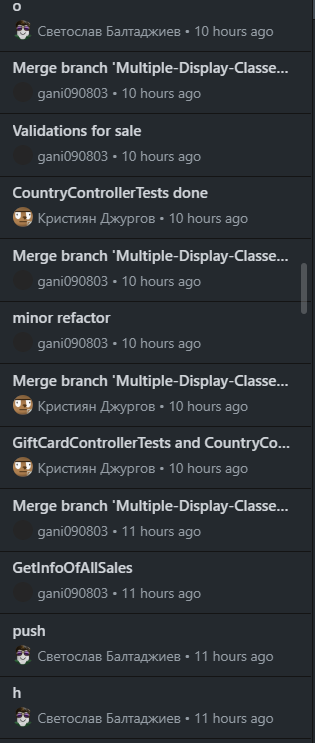 o
Светослав Балтаджиев • 10 hours ago
Merge branch 'Multiple-Display-Classe...
gani090803 • 10 hours ago
Validations for sale
gani090803 • 10 hours ago
CountryControllerTests done
Кристиян Джургов • 10 hours ago
Merge branch 'Multiple-Display-Classe...
gani090803 • 10 hours ago
minor refactor
gani090803 • 10 hours ago
Merge branch 'Multiple-Display-Classe...
Кристиян Джургов • 10 hours ago
GiftCardControllerTests and CountryCo...
Кристиян Джургов • 10 hours ago
Merge branch 'Multiple-Display-Classe...
gani090803 • 11 hours ago
GetInfoOfAllSales
gani090803 • 11 hours ago
push
Светослав Балтаджиев • 11 hours ago
h
Светослав Балтаджиев • 11 hours ago